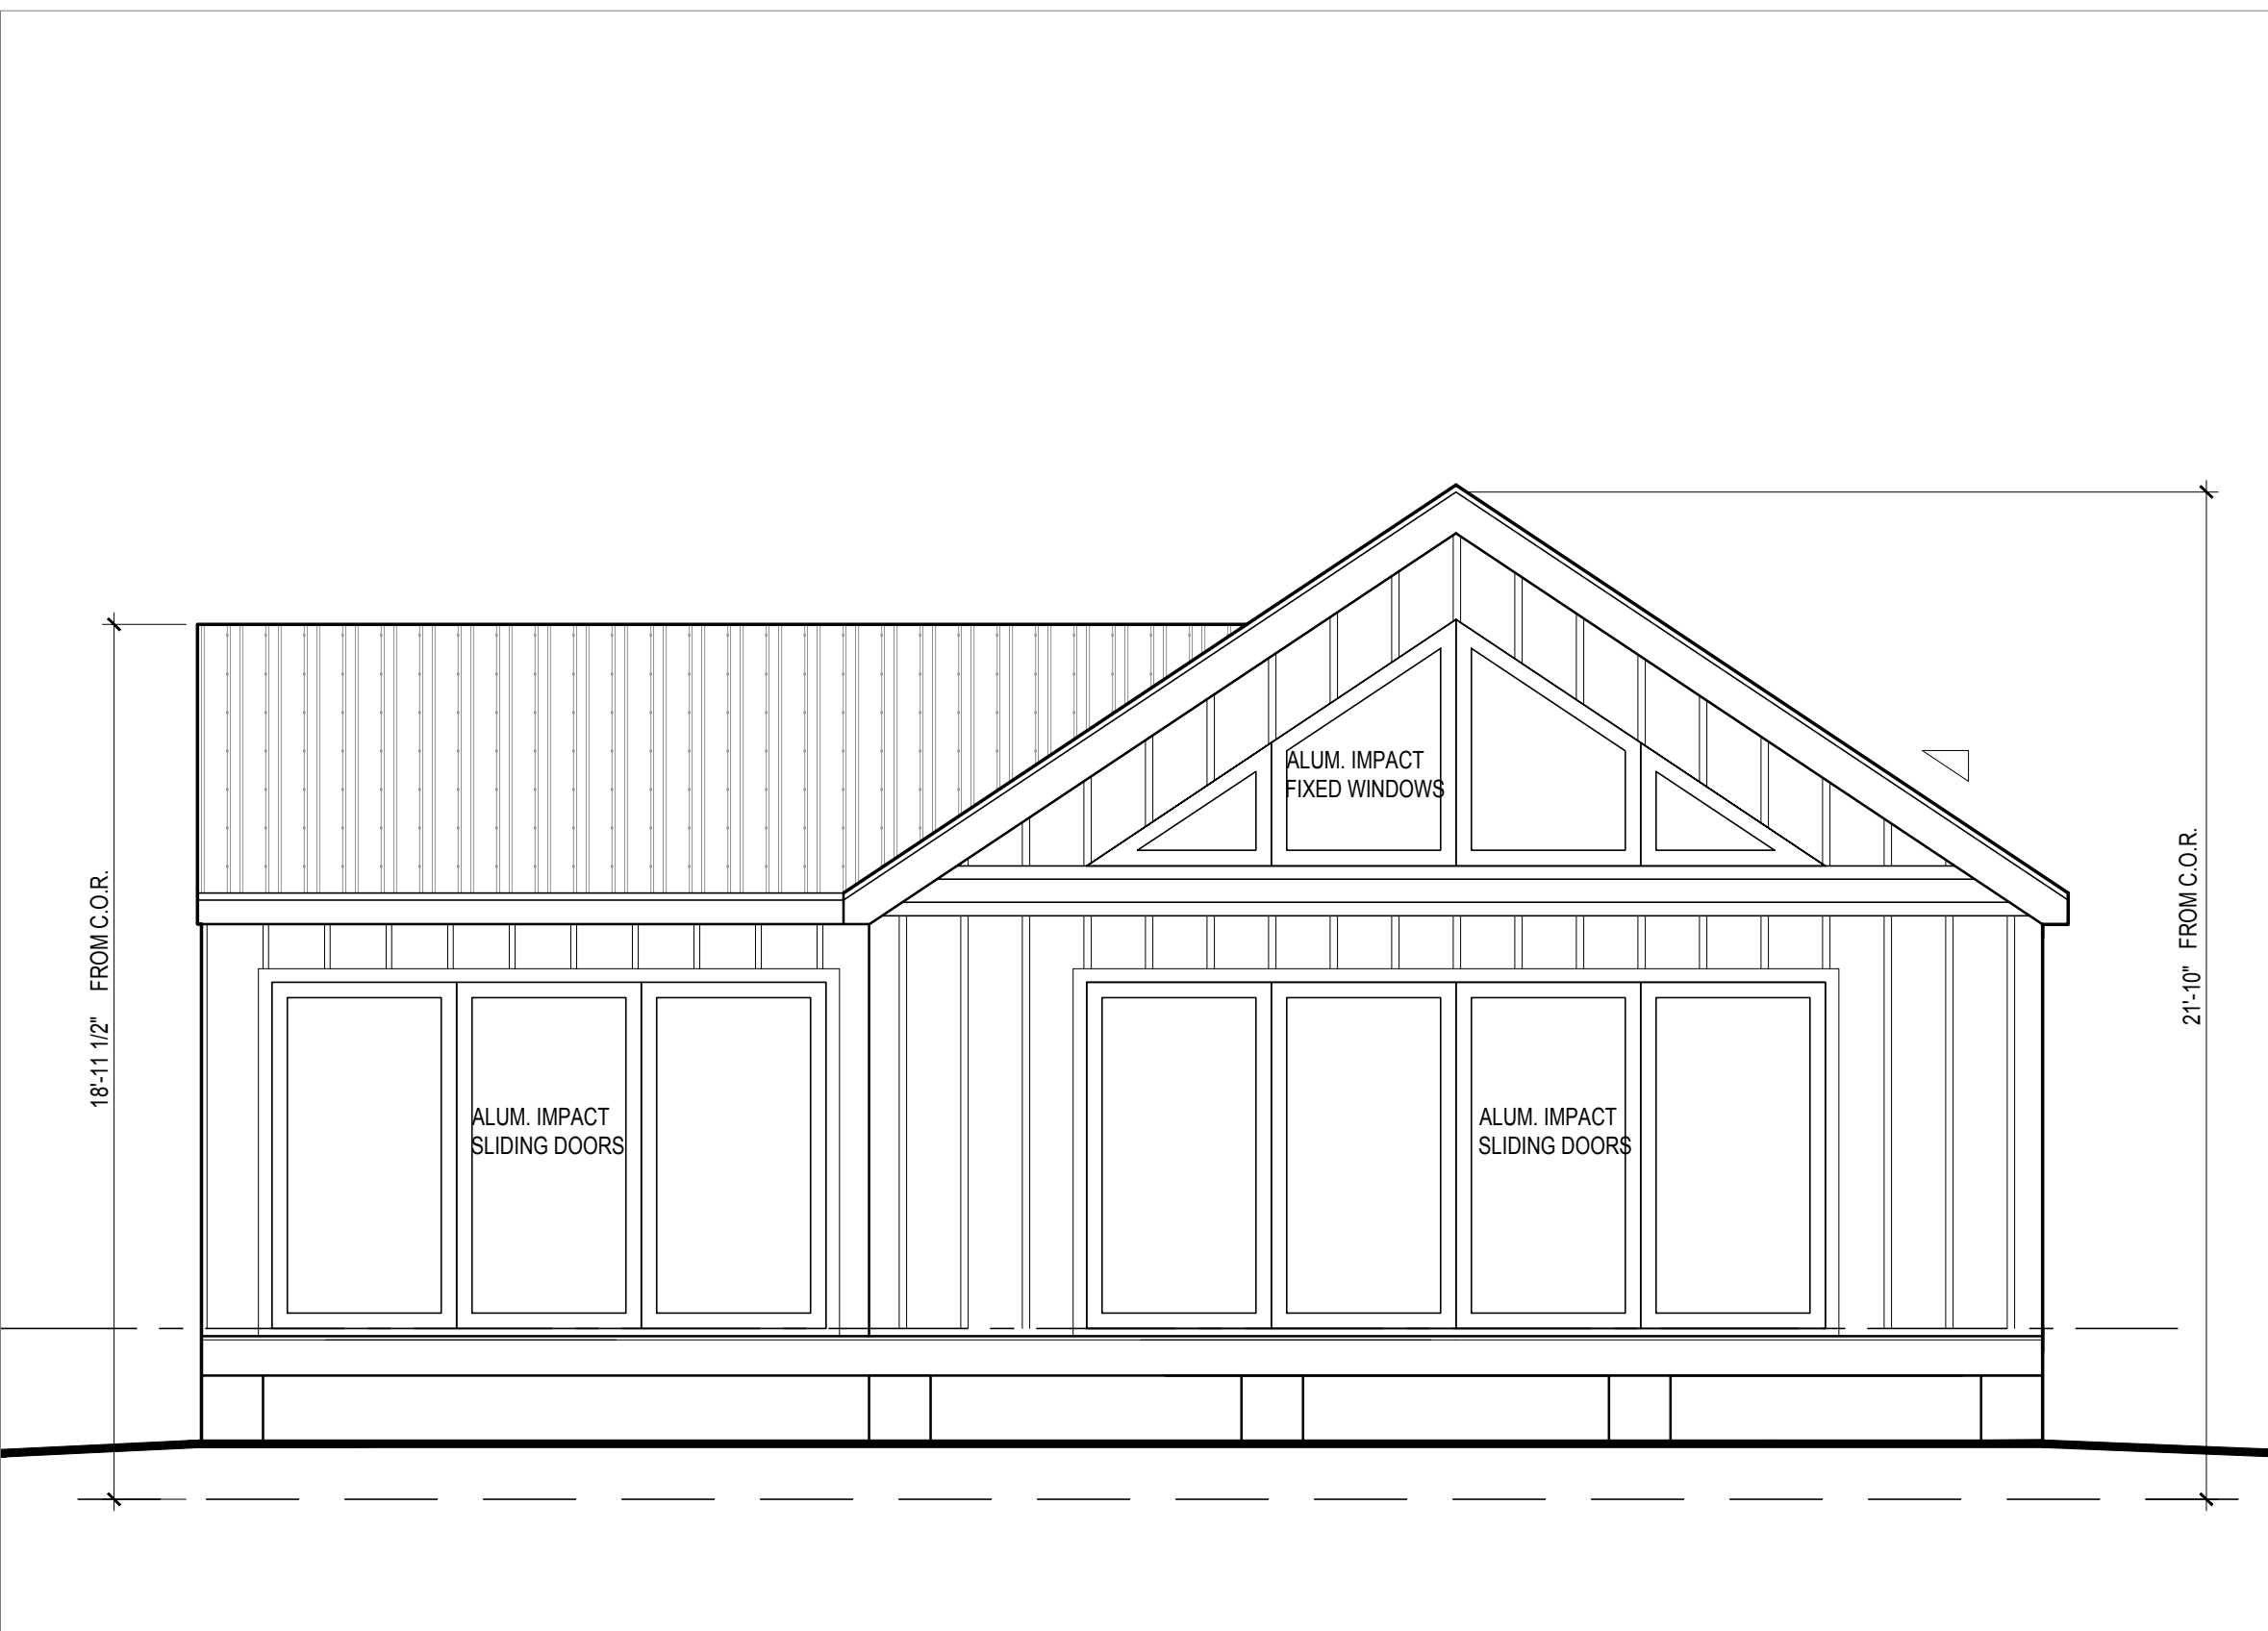 ALUM. IMPACT
FIXED WINDOWS
18'-11 1/2" FROM C.O.R.
21'-10" FROM C.O.R.
ALUM. IMPACT
SLIDING DOORS
ALUM. IMPACT
SLIDING DOORS